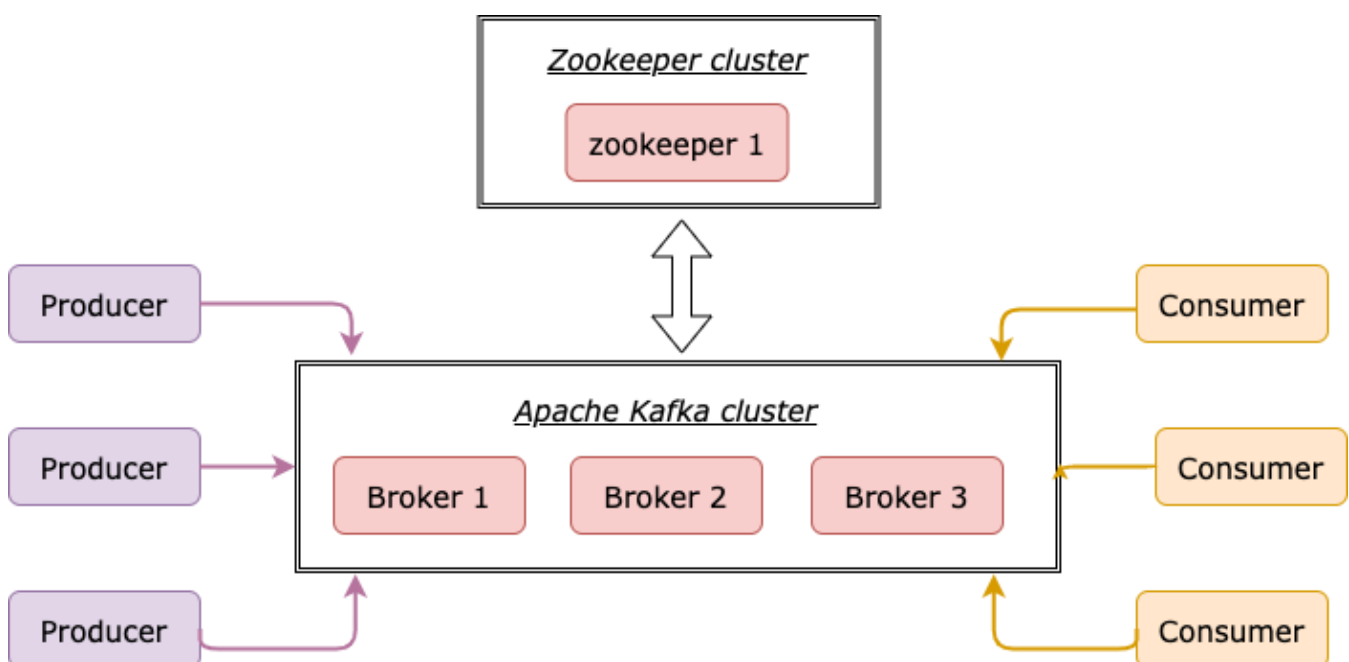 Zookeeper cluster
zookeeper 1
Producer
Consumer
Apache Kafka cluster
Producer
Consumer
Broker 1
Broker 2
Broker 3
Producer
Consumer